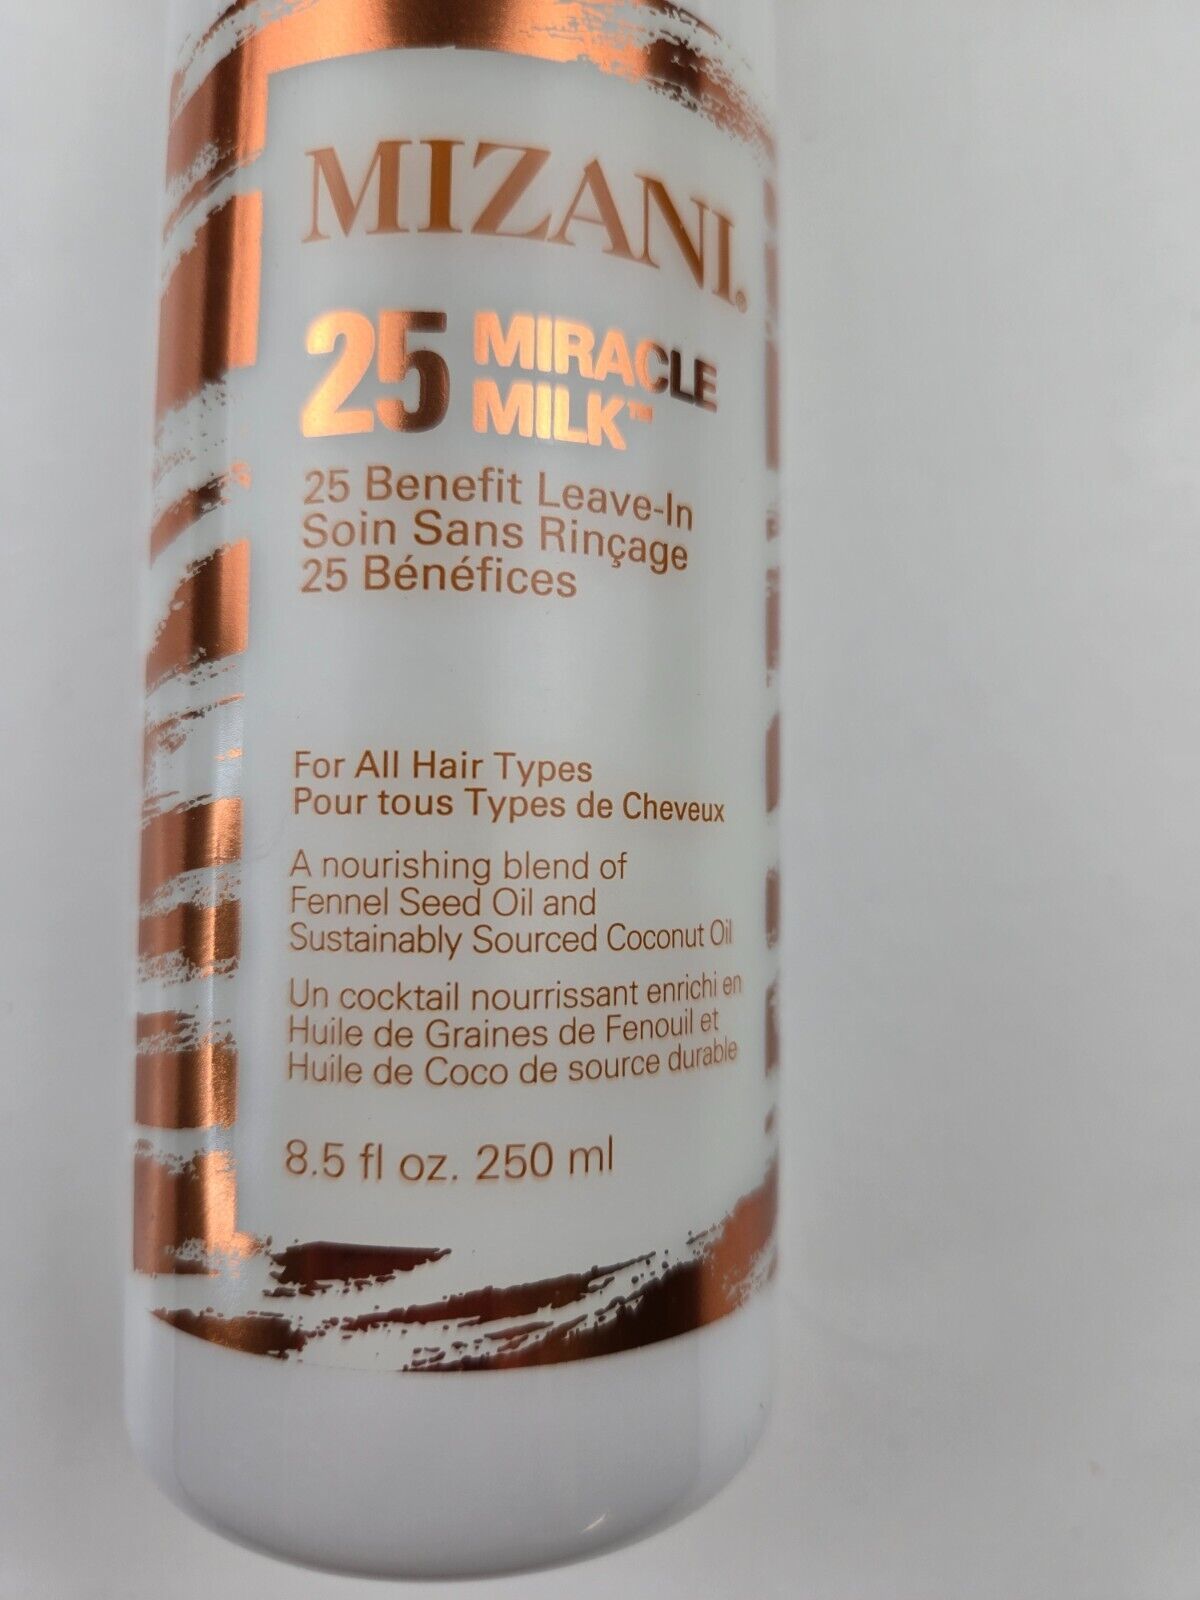 MIZANI®
25 MIRACLE
MILK™
25 Benefit Leave-In
Soin Sans Rinçage
25 Bénéfices
For All Hair Types
Pour tous Types de Cheveux
A nourishing blend of
Fennel Seed Oil and
Sustainably Sourced Coconut Oil
Un cocktail nourrissant enrichi en
Huile de Graines de Fenouil et
Huile de Coco de source durable
8.5 fl oz. 250 ml